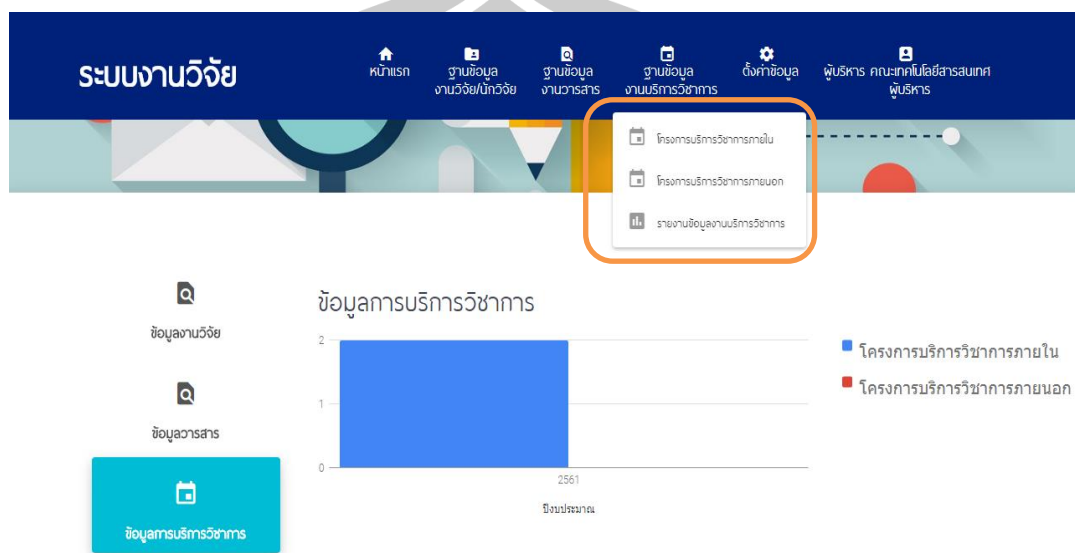 ระบบงานวิจัย
หน้าแรก
ฐานข้อมูล
งานวิจัย/นักวิจัย
ฐานข้อมูล
งานวารสาร
ฐานข้อมูล
งานบริการวิชาการ
ตั้งค่าข้อมูล
ผู้บริหาร คณะเทคโนโลยีสารสนเทศ
ผู้บริหาร
โครงการบริการวิชาการภายใน
โครงการบริการวิชาการภายนอก
รายงานข้อมูลงานบริการวิชาการ
ข้อมูลงานวิจัย
ข้อมูลวารสาร
ข้อมูลการบริการวิชาการ
ข้อมูลการบริการวิชาการ
2
1
0
2561
ปีงบประมาณ
โครงการบริการวิชาการภายใน
โครงการบริการวิชาการภายนอก